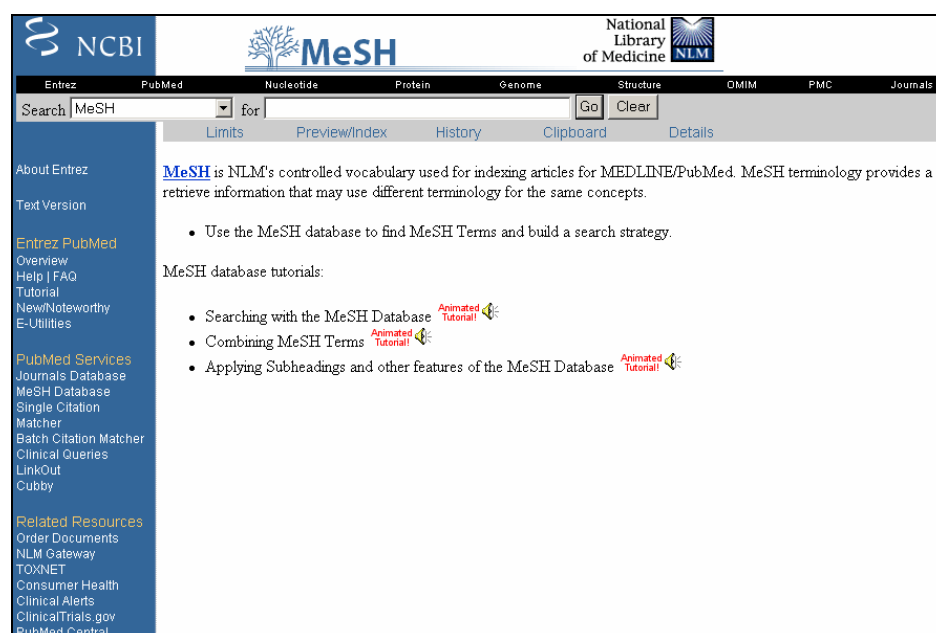 NCBI
MeSH
National
Library
of Medicine NLM
Entrez PubMed Nucleotide Protein Genome Structure OMIM PMC Journals
Search MeSH for Go Clear
Limits Preview/Index History Clipboard Details
About Entrez
Text Version
Entrez PubMed
Overview
Help | FAQ
Tutorial
New/Noteworthy
E-Utilities
PubMed Services
Journals Database
MeSH Database
Single Citation
Matcher
Batch Citation Matcher
Clinical Queries
LinkOut
Cubby
Related Resources
Order Documents
NLM Gateway
TOXNET
Consumer Health
Clinical Alerts
ClinicalTrials.gov
PubMed Central
MeSH is NLM's controlled vocabulary used for indexing articles for MEDLINE/PubMed. MeSH terminology provides a
retrieve information that may use different terminology for the same concepts.
• Use the MeSH database to find MeSH Terms and build a search strategy.
MeSH database tutorials:
• Searching with the MeSH Database Animated Tutorial!
• Combining MeSH Terms Animated Tutorial!
• Applying Subheadings and other features of the MeSH Database Animated Tutorial!